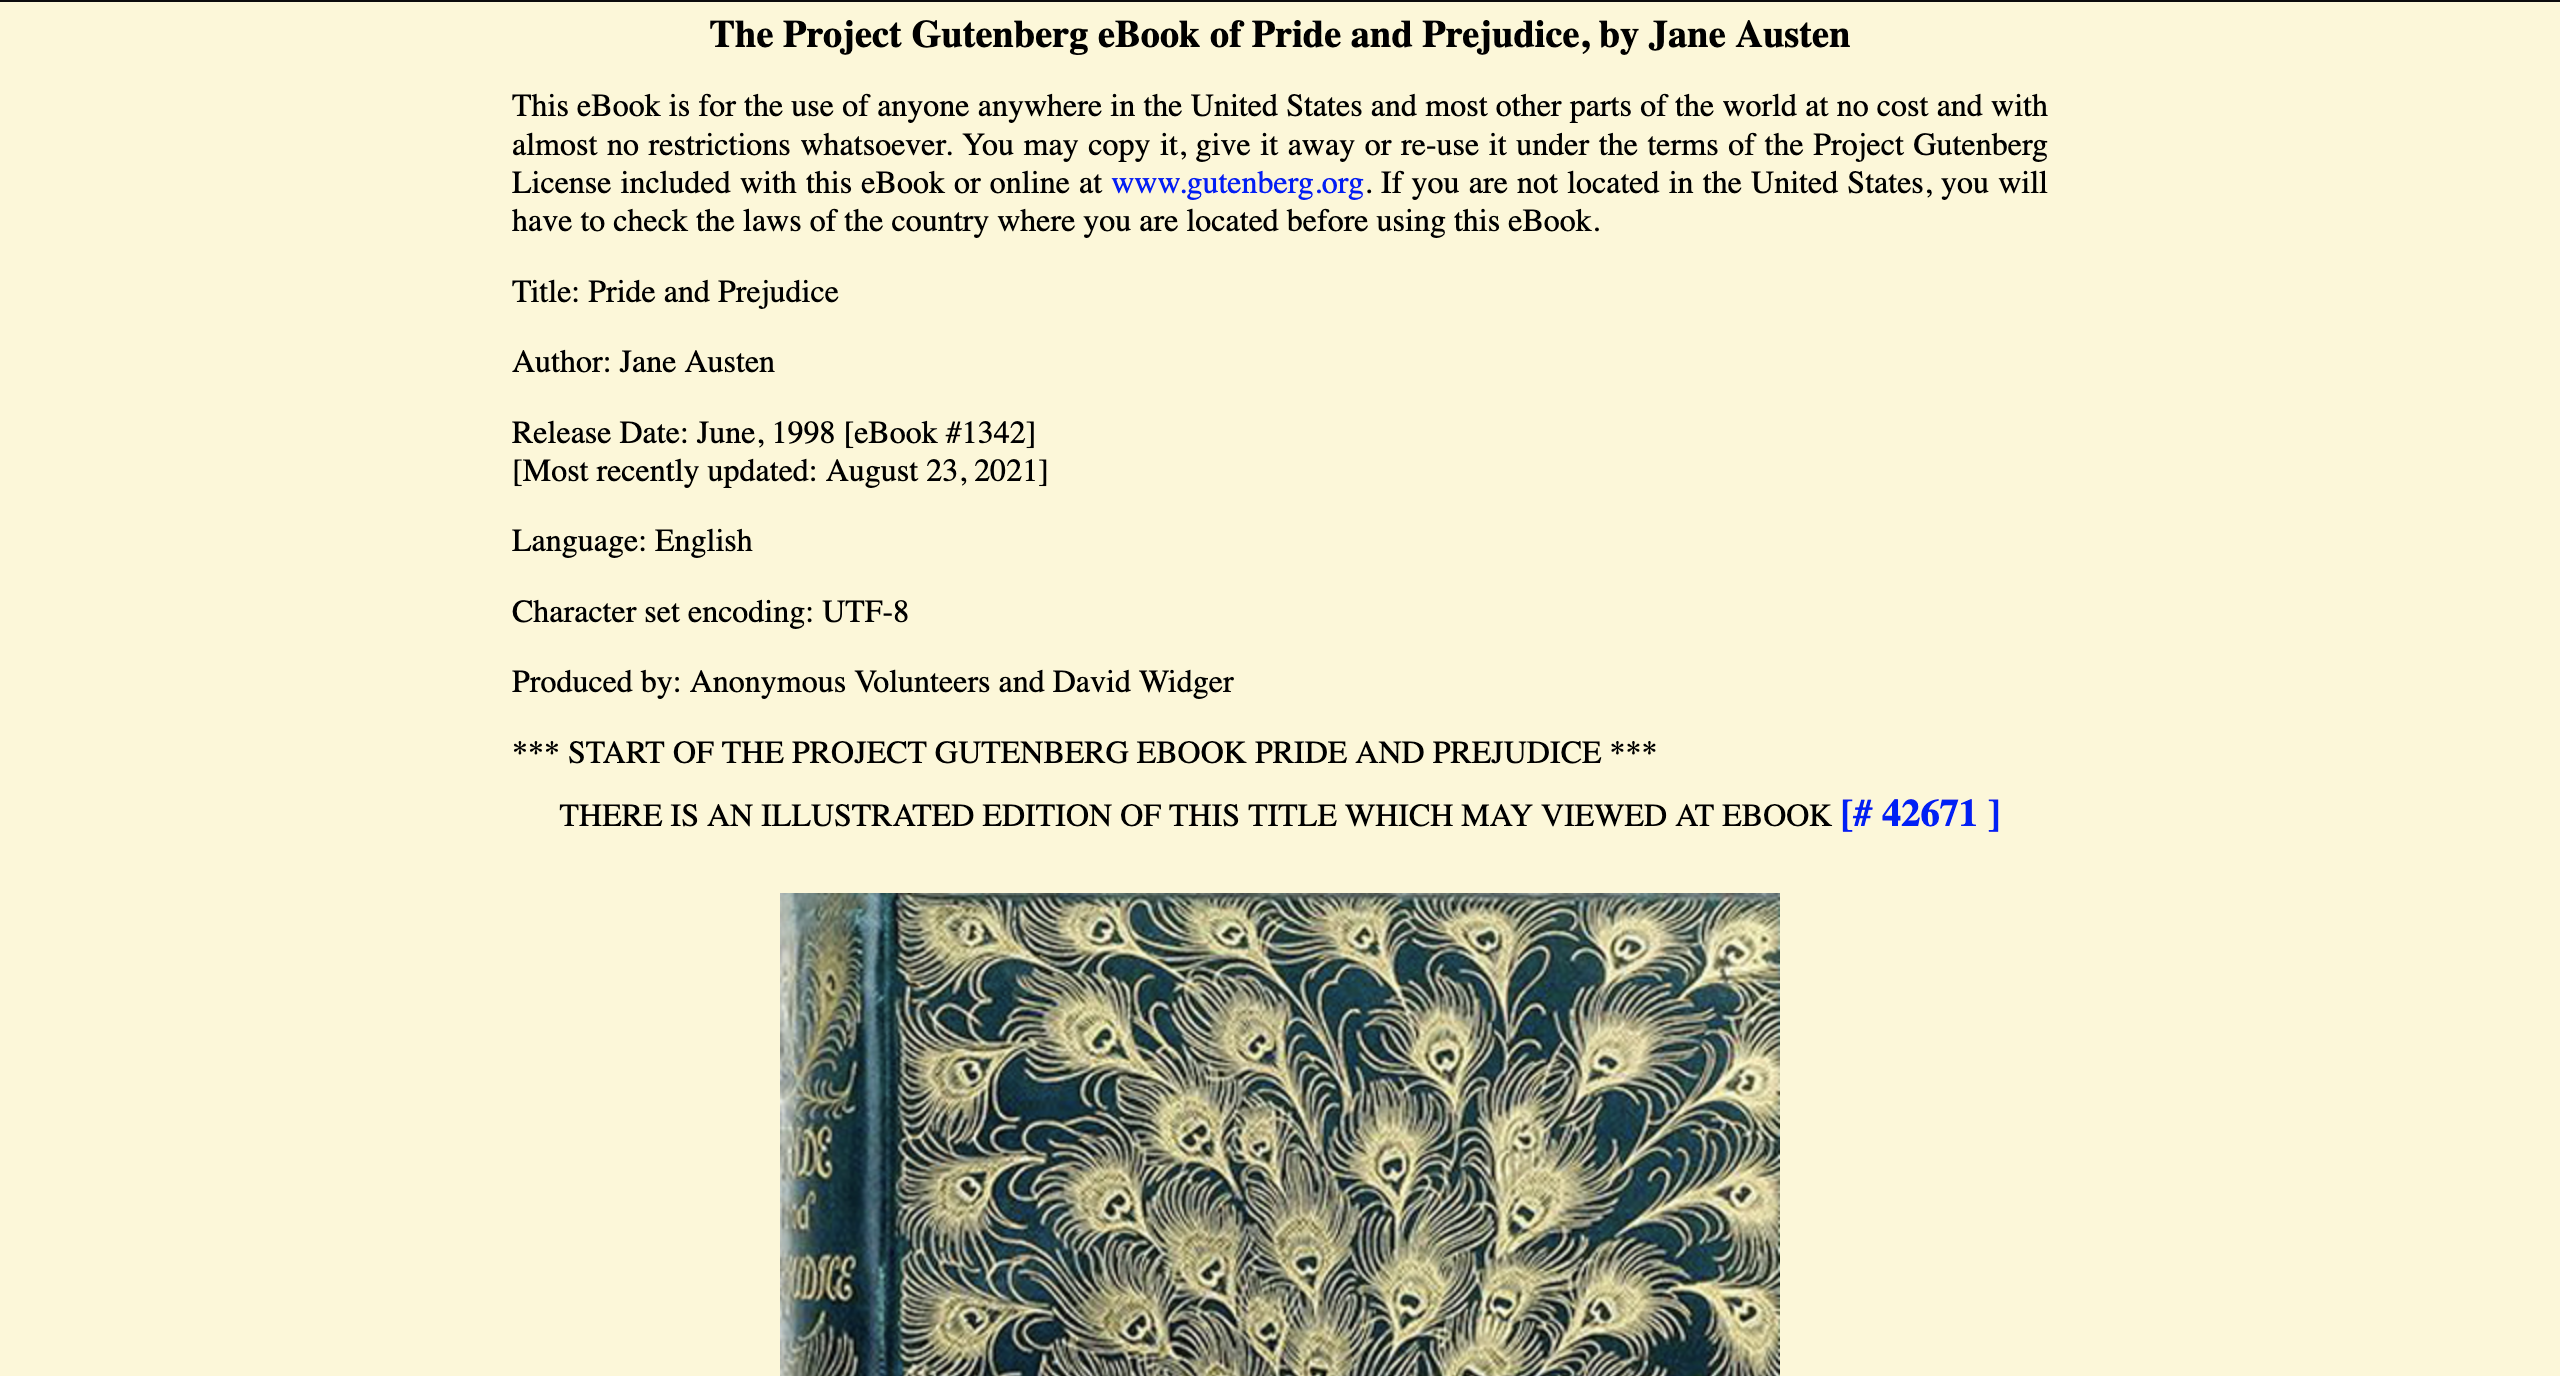 The Project Gutenberg eBook of Pride and Prejudice, by Jane Austen
This eBook is for the use of anyone anywhere in the United States and most other parts of the world at no cost and with
almost no restrictions whatsoever. You may copy it, give it away or re-use it under the terms of the Project Gutenberg
License included with this eBook or online at www.gutenberg.org. If you are not located in the United States, you will
have to check the laws of the country where you are located before using this eBook.
Title: Pride and Prejudice
Author: Jane Austen
Release Date: June, 1998 [eBook #1342]
[Most recently updated: August 23, 2021]
Language: English
Character set encoding: UTF-8
Produced by: Anonymous Volunteers and David Widger
*** START OF THE PROJECT GUTENBERG EBOOK PRIDE AND PREJUDICE ***
THERE IS AN ILLUSTRATED EDITION OF THIS TITLE WHICH MAY VIEWED AT EBOOK [# 42671 ]